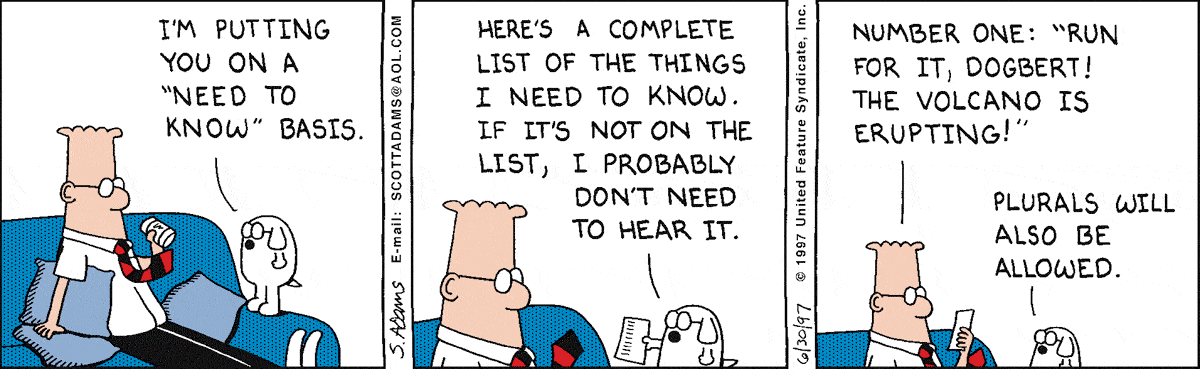 I'M PUTTING
YOU ON A
"NEED TO
KNOW" BASIS.
S. Adams E-mail: SCOTTADAMS@AOL.COM
HERE'S A COMPLETE
LIST OF THE THINGS
I NEED TO KNOW.
IF IT'S NOT ON THE
LIST, I PROBABLY
DON'T NEED
TO HEAR IT.
6/30/97 © 1997 United Feature Syndicate, Inc.
NUMBER ONE: "RUN
FOR IT, DOGBERT!
THE VOLCANO IS
ERUPTING!"
PLURALS WILL
ALSO BE
ALLOWED.